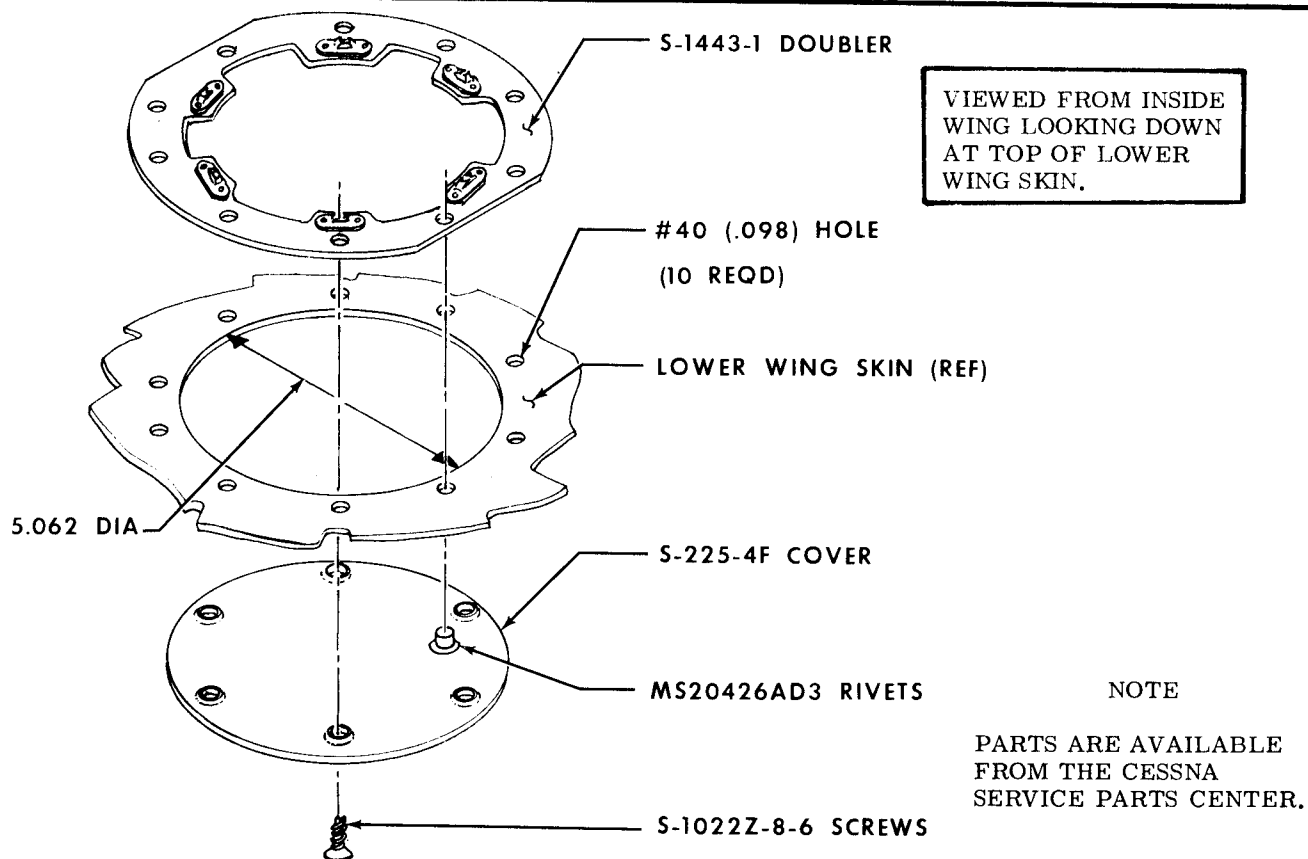 S-1443-1 DOUBLER
VIEWED FROM INSIDE
WING LOOKING DOWN
AT TOP OF LOWER
WING SKIN.
#40 (.098) HOLE
(10 REQD)
LOWER WING SKIN (REF)
5.062 DIA
S-225-4F COVER
MS20426AD3 RIVETS
NOTE
PARTS ARE AVAILABLE
FROM THE CESSNA
SERVICE PARTS CENTER.
S-1022Z-8-6 SCREWS